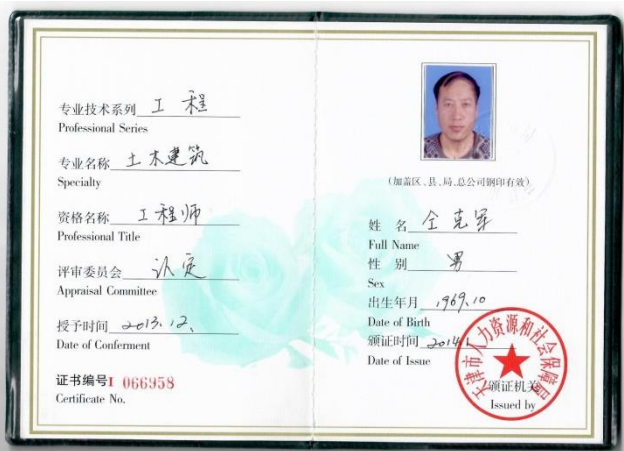 专业技术系列 工程
Professional Series
专业名称 土木建筑
Specialty
资格名称 工程师
Professional Title
评审委员会 认定
Appraisal Committee
授予时间 2013.12、
Date of Conferment
证书编号I 066958
Certificate No.
(加盖区、县、局、总公司钢印有效)
姓 名 仝克军
Full Name
性 别 男
Sex
出生年月 1969.10
Date of Birth
颁证时间 2014.1
Date of Issue
天津市人力资源和社会保障局
颁证机关
Issued by